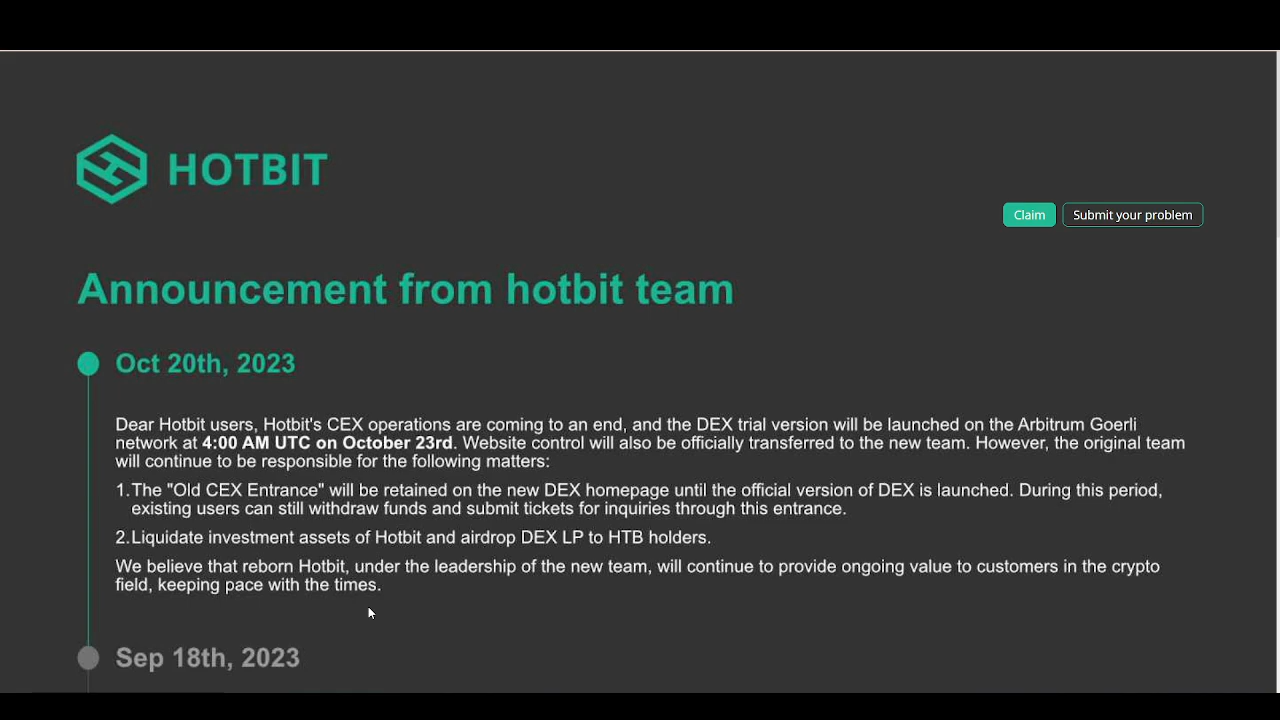 HOTBIT
Claim
Submit your problem
Announcement from hotbit team
Oct 20th, 2023
Dear Hotbit users, Hotbit's CEX operations are coming to an end, and the DEX trial version will be launched on the Arbitrum Goerli
network at 4:00 AM UTC on October 23rd. Website control will also be officially transferred to the new team. However, the original team
will continue to be responsible for the following matters:
1.The "Old CEX Entrance" will be retained on the new DEX homepage until the official version of DEX is launched. During this period,
existing users can still withdraw funds and submit tickets for inquiries through this entrance.
2.Liquidate investment assets of Hotbit and airdrop DEX LP to HTB holders.
We believe that reborn Hotbit, under the leadership of the new team, will continue to provide ongoing value to customers in the crypto
field, keeping pace with the times.
Sep 18th, 2023